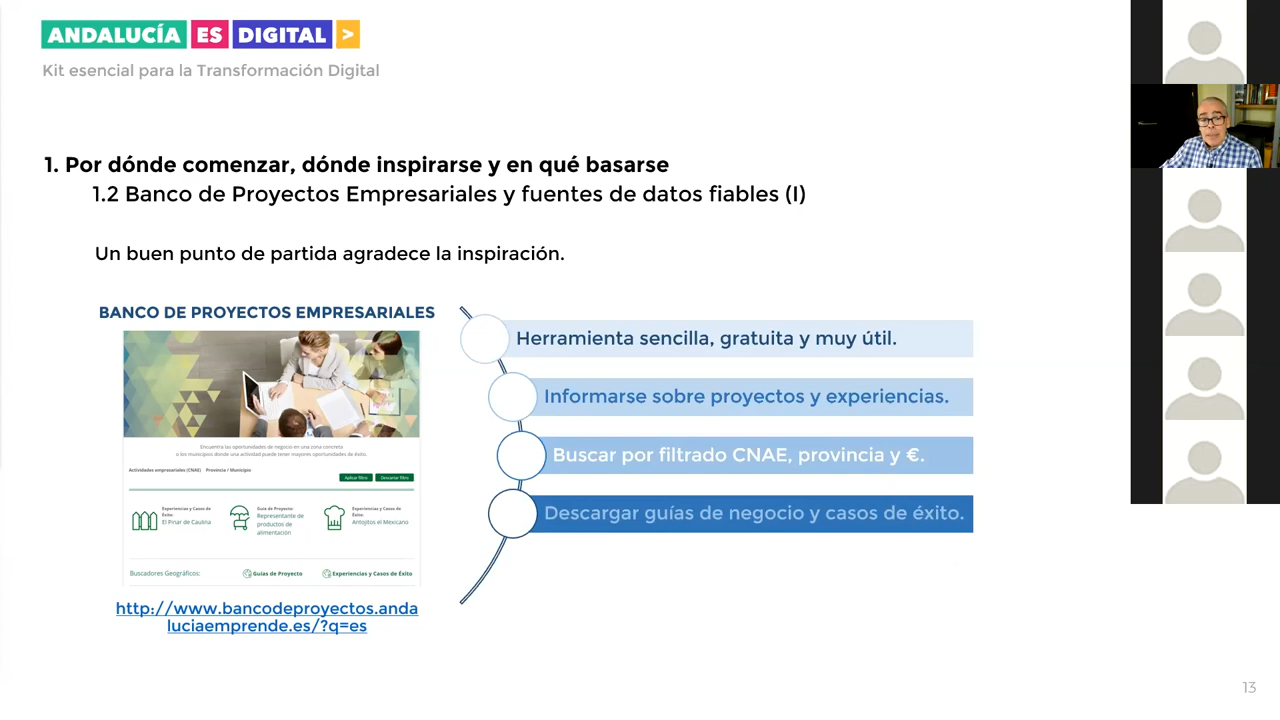 ANDALUCÍA ES DIGITAL >
Kit esencial para la Transformación Digital
1. Por dónde comenzar, dónde inspirarse y en qué basarse
1.2 Banco de Proyectos Empresariales y fuentes de datos fiables (I)
Un buen punto de partida agradece la inspiración.
BANCO DE PROYECTOS EMPRESARIALES
Herramienta sencilla, gratuita y muy útil.
Informarse sobre proyectos y experiencias.
Buscar por filtrado CNAE, provincia y €.
Descargar guías de negocio y casos de éxito.
Encuentra las oportunidades de negocio en una zona concreta
o los municipios donde una actividad puede tener mayores oportunidades de éxito.
Actividades empresariales (CNAE) Provincia / Municipio
Aplicar filtro Descartar filtro
Experiencias y Casos de
Éxito
El Pinar de Caulina
Guía de Proyecto
Representante de
productos de
alimentación
Experiencias y Casos de
Éxito
Antojitos el Mexicano
Buscadores Geográficos: Guías de Proyecto Experiencias y Casos de Éxito
http://www.bancodeproyectos.anda
luciaemprende.es/?q=es
13